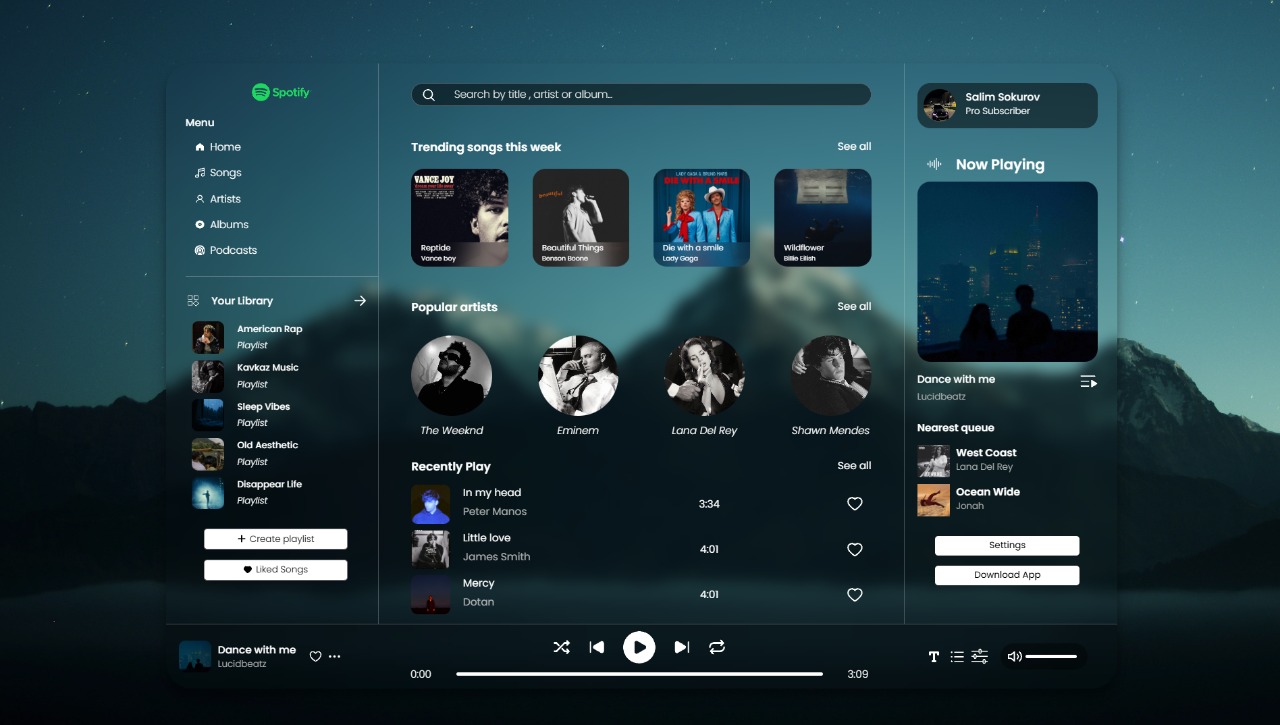 Spotify
Menu
Home
Songs
Artists
Albums
Podcasts
Your Library
American Rap
Playlist
Kavkaz Music
Playlist
Sleep Vibes
Playlist
Old Aesthetic
Playlist
Disappear Life
Playlist
+ Create playlist
Liked Songs
Search by title , artist or album..
Trending songs this week
See all
VANCE JOY
Reptide
Vance boy
Beautiful Things
Benson Boone
LADY GAGA & BRUNO MARS
DIE WITH A SMILE
Die with a smile
Lady Gaga
Wildflower
Billie Eilish
Popular artists
See all
The Weeknd
Eminem
Lana Del Rey
Shawn Mendes
Recently Play
See all
In my head
Peter Manos
3:34
Little love
James Smith
4:01
Mercy
Dotan
4:01
Salim Sokurov
Pro Subscriber
Now Playing
Dance with me
Lucidbeatz
Nearest queue
West Coast
Lana Del Rey
Ocean Wide
Jonah
Settings
Download App
Dance with me
Lucidbeatz
0:00
3:09
T